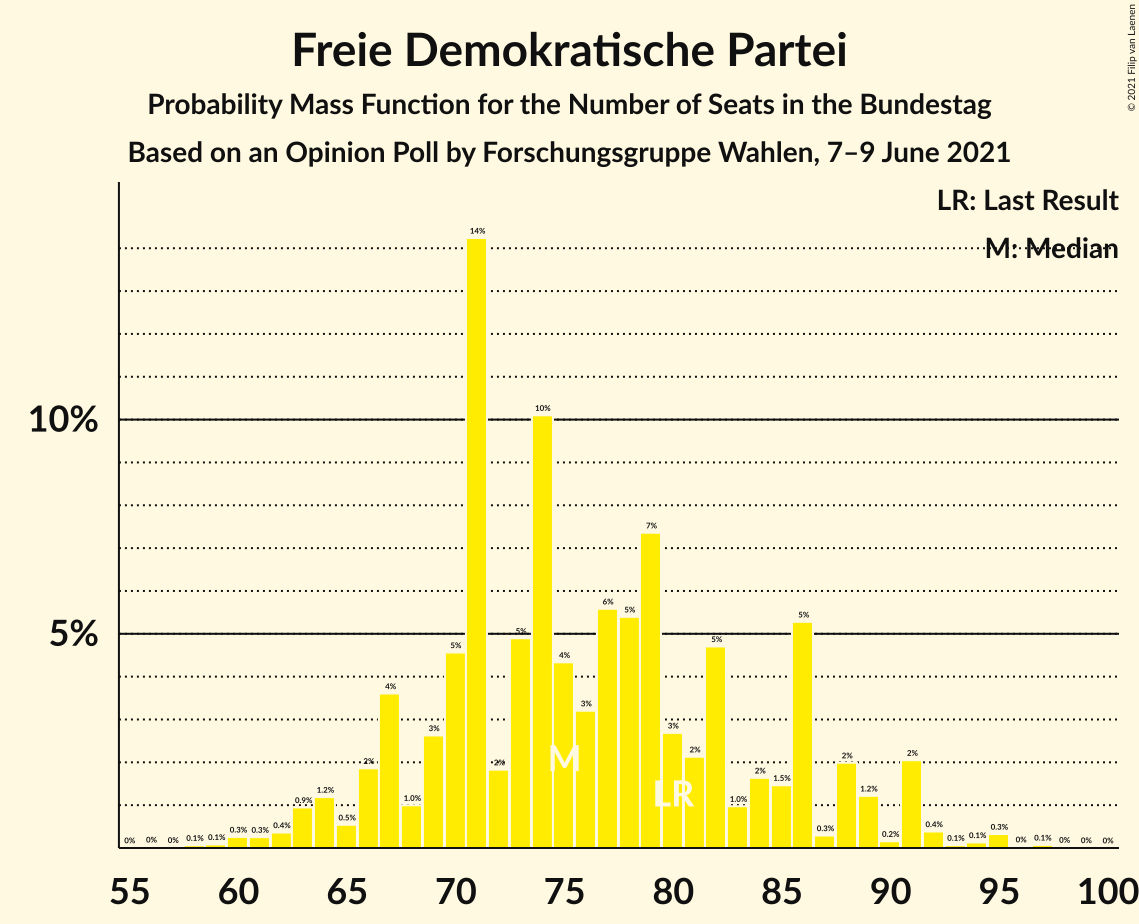 © 2021 Filip van Laenen
Freie Demokratische Partei
Probability Mass Function for the Number of Seats in the Bundestag
Based on an Opinion Poll by Forschungsgruppe Wahlen, 7–9 June 2021
LR: Last Result
M: Median
10%
5%
0% 0% 0% 0.1% 0.1% 0.3% 0.3% 0.4% 0.9% 1.2% 0.5% 2% 4% 1.0% 3% 5% 14% 2% 5% 10% 4% 3% 6% 5% 7% 3% 2% 5% 1.0% 2% 1.5% 5% 0.3% 2% 1.2% 0.2% 2% 0.4% 0.1% 0.1% 0.3% 0% 0.1% 0% 0% 0%
M
LR
55 60 65 70 75 80 85 90 95 100